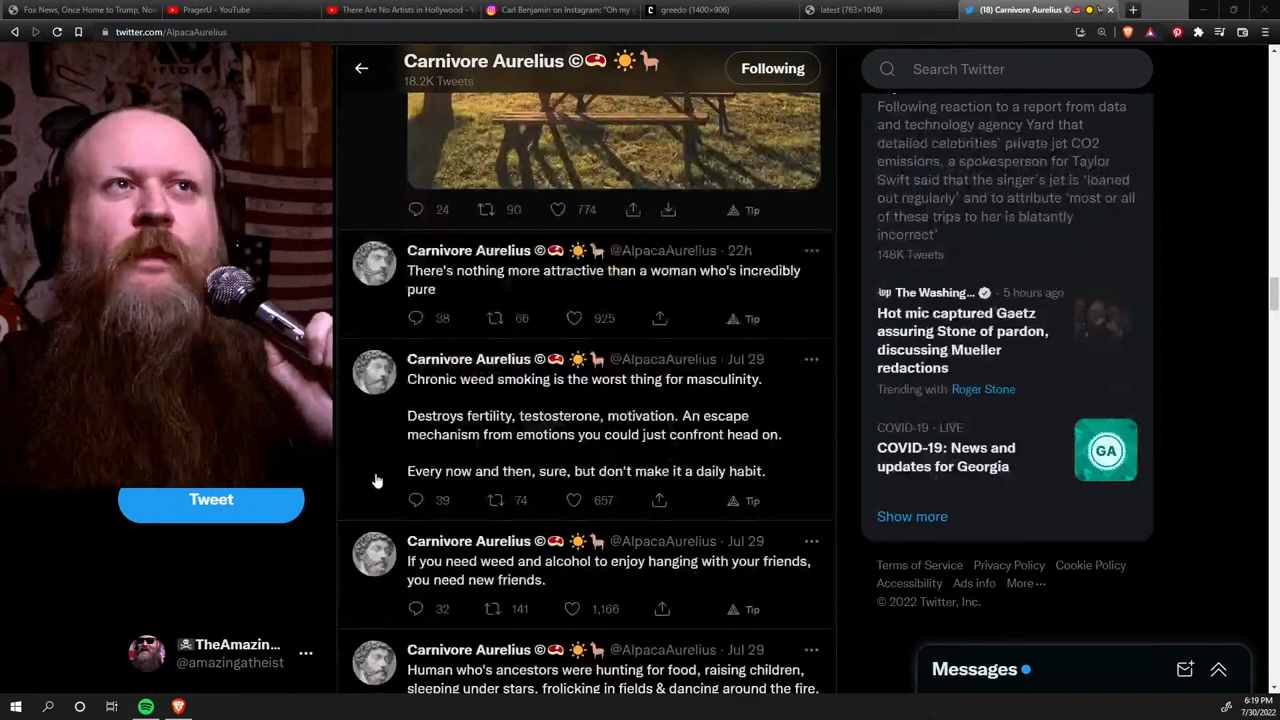 Fox News, Once Home to Trump, Now
PragerU - YouTube
There Are No Artists in Hollywood - Y
Carl Benjamin on Instagram: "Oh my g
greedo (1400×906)
latest (763×1048)
(18) Carnivore Aurelius
twitter.com/AlpacaAurelius
Carnivore Aurelius ©
18.2K Tweets
Following
Search Twitter
Following reaction to a report from data
and technology agency Yard that
detailed celebrities' private jet CO2
emissions, a spokesperson for Taylor
Swift said that the singer's jet is 'loaned
out regularly' and to attribute 'most or all
of these trips to her is blatantly
incorrect'
148K Tweets
24 90 774 Tip
Carnivore Aurelius © @AlpacaAurelius · 22h
There's nothing more attractive than a woman who's incredibly
pure
38 66 925 Tip
The Washing... · 5 hours ago
Hot mic captured Gaetz
assuring Stone of pardon,
discussing Mueller
redactions
Trending with Roger Stone
Carnivore Aurelius © @AlpacaAurelius · Jul 29
Chronic weed smoking is the worst thing for masculinity.
Destroys fertility, testosterone, motivation. An escape
mechanism from emotions you could just confront head on.
Every now and then, sure, but don't make it a daily habit.
39 74 657 Tip
COVID-19 · LIVE
COVID-19: News and
updates for Georgia
GA
Show more
Tweet
Carnivore Aurelius © @AlpacaAurelius · Jul 29
If you need weed and alcohol to enjoy hanging with your friends,
you need new friends.
32 141 1,166 Tip
Terms of Service Privacy Policy Cookie Policy
Accessibility Ads info More ···
© 2022 Twitter, Inc.
Carnivore Aurelius © @AlpacaAurelius · Jul 29
Human who's ancestors were hunting for food, raising children,
sleeping under stars, frolicking in fields & dancing around the fire.
TheAmazin...
@amazingatheist
Messages
6:19 PM
7/30/2022